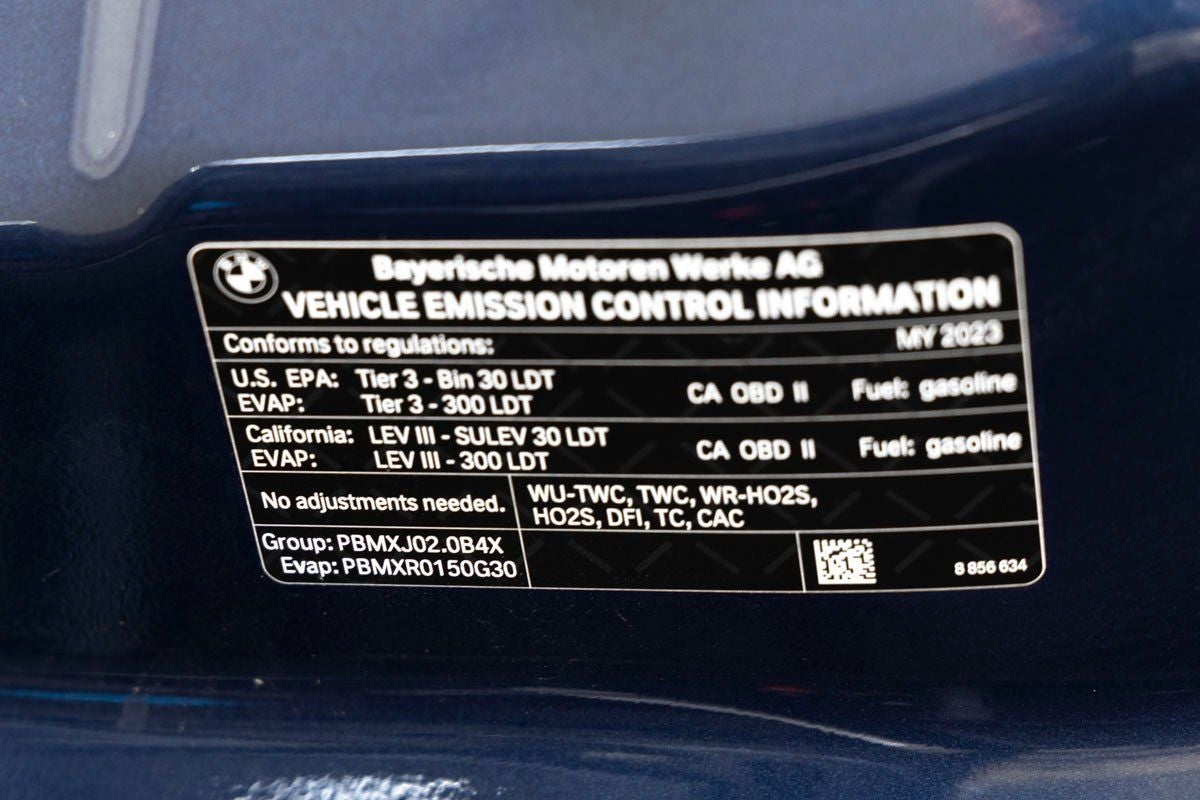 Bayerische Motoren Werke AG
VEHICLE EMISSION CONTROL INFORMATION
Conforms to regulations: MY 2023
U.S. EPA: Tier 3 - Bin 30 LDT CA OBD II Fuel: gasoline
EVAP: Tier 3 - 300 LDT
California: LEV III - SULEV 30 LDT CA OBD II Fuel: gasoline
EVAP: LEV III - 300 LDT
No adjustments needed.
WU-TWC, TWC, WR-HO2S,
HO2S, DFI, TC, CAC
Group: PBMXJ02.0B4X
Evap: PBMXR0150G30
8 856 634